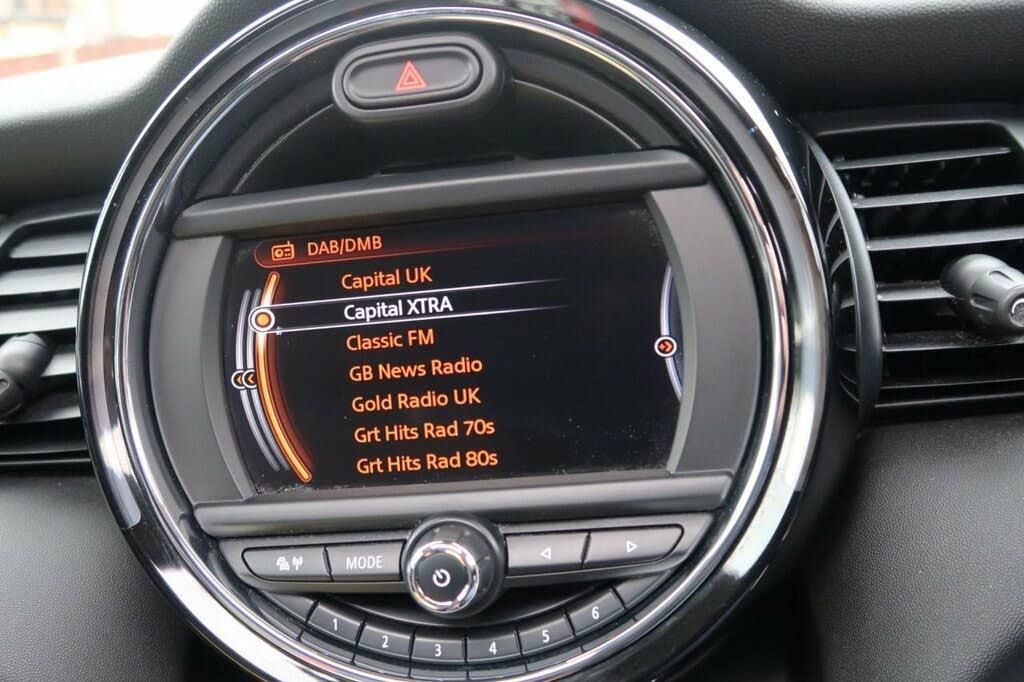 DAB/DMB
Capital UK
Capital XTRA
Classic FM
GB News Radio
Gold Radio UK
Grt Hits Rad 70s
Grt Hits Rad 80s
MODE
1 2 3 4 5 6